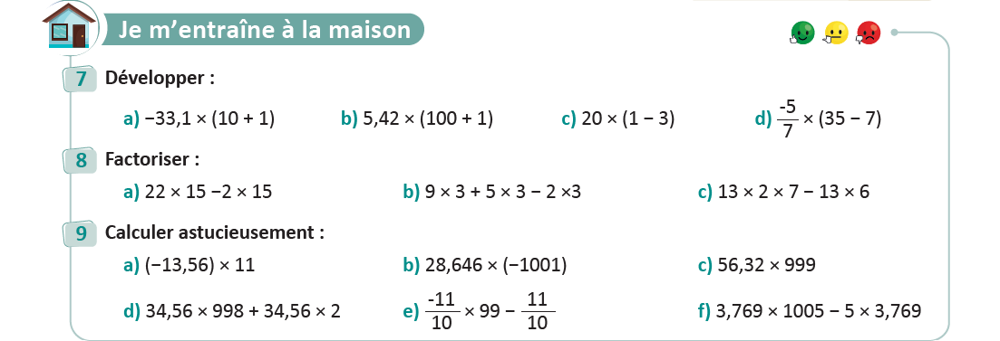 Je m'entraîne à la maison
7 Développer :
a) −33,1 × (10 + 1) b) 5,42 × (100 + 1) c) 20 × (1 − 3) d) -5/7 × (35 − 7)
8 Factoriser :
a) 22 × 15 −2 × 15 b) 9 × 3 + 5 × 3 − 2 ×3 c) 13 × 2 × 7 − 13 × 6
9 Calculer astucieusement :
a) (−13,56) × 11 b) 28,646 × (−1001) c) 56,32 × 999
d) 34,56 × 998 + 34,56 × 2 e) -11/10 × 99 − 11/10 f) 3,769 × 1005 − 5 × 3,769